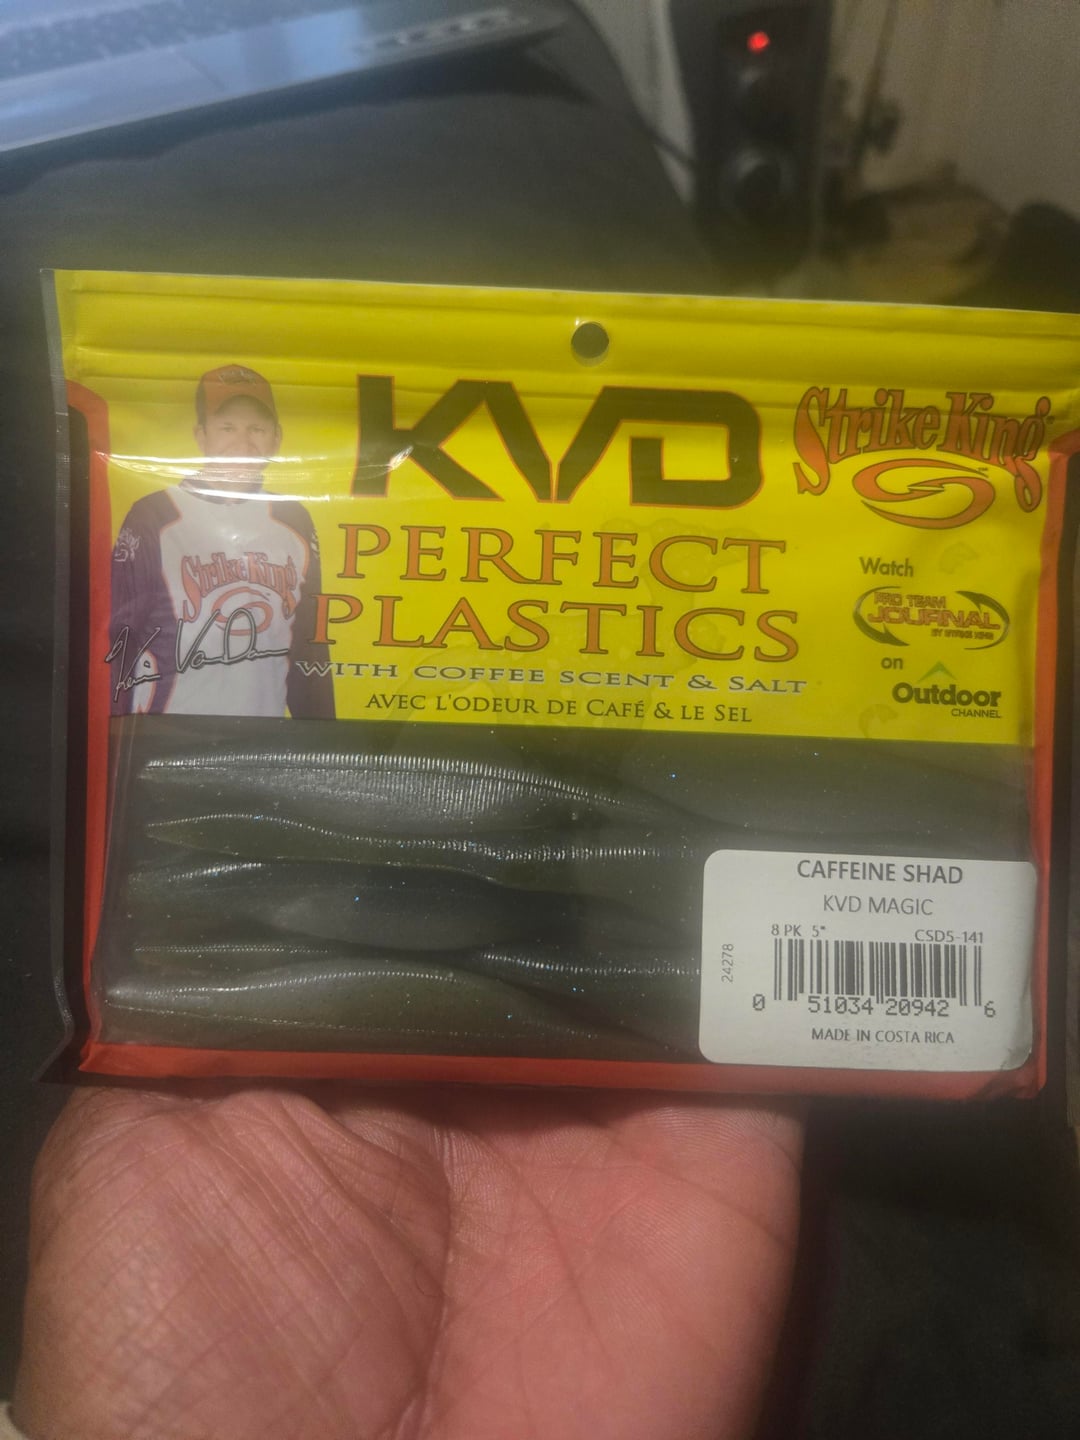 KVD
Strike King
PERFECT
PLASTICS
WITH COFFEE SCENT & SALT
AVEC L'ODEUR DE CAFÉ & LE SEL
Strike King
Kevin VanDam
Watch
PRO TEAM
JOURNAL
BY STRIKE KING
on
Outdoor
CHANNEL
CAFFEINE SHAD
KVD MAGIC
8 PK 5" CSD5-141
24278
0 51034 20942 6
MADE IN COSTA RICA